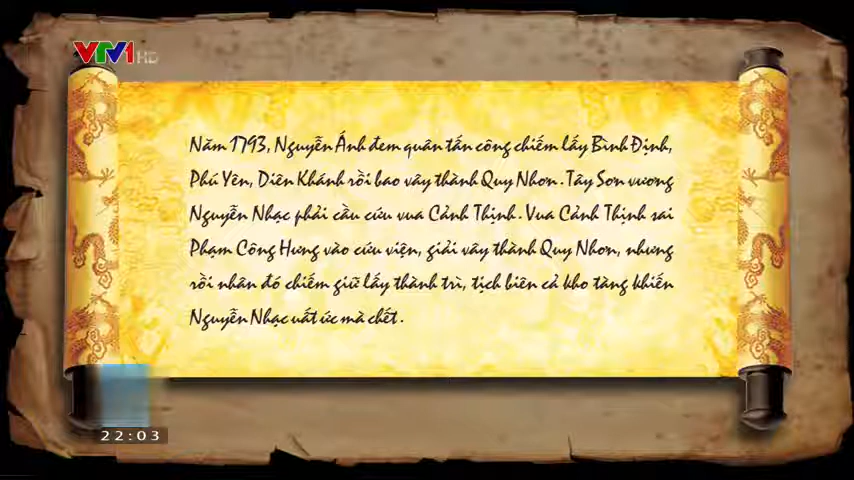 VTV1 HD
Năm 1793, Nguyễn Ánh đem quân tấn công chiếm lấy Bình Định,
Phú Yên, Diên Khánh rồi bao vây thành Quy Nhơn. Tây Sơn vương
Nguyễn Nhạc phải cầu cứu vua Cảnh Thịnh. Vua Cảnh Thịnh sai
Phạm Công Hưng vào cứu viện, giải vây thành Quy Nhơn, nhưng
rồi nhân đó chiếm giữ lấy thành trì, tịch biên cả kho tàng khiến
Nguyễn Nhạc uất ức mà chết.
22:03